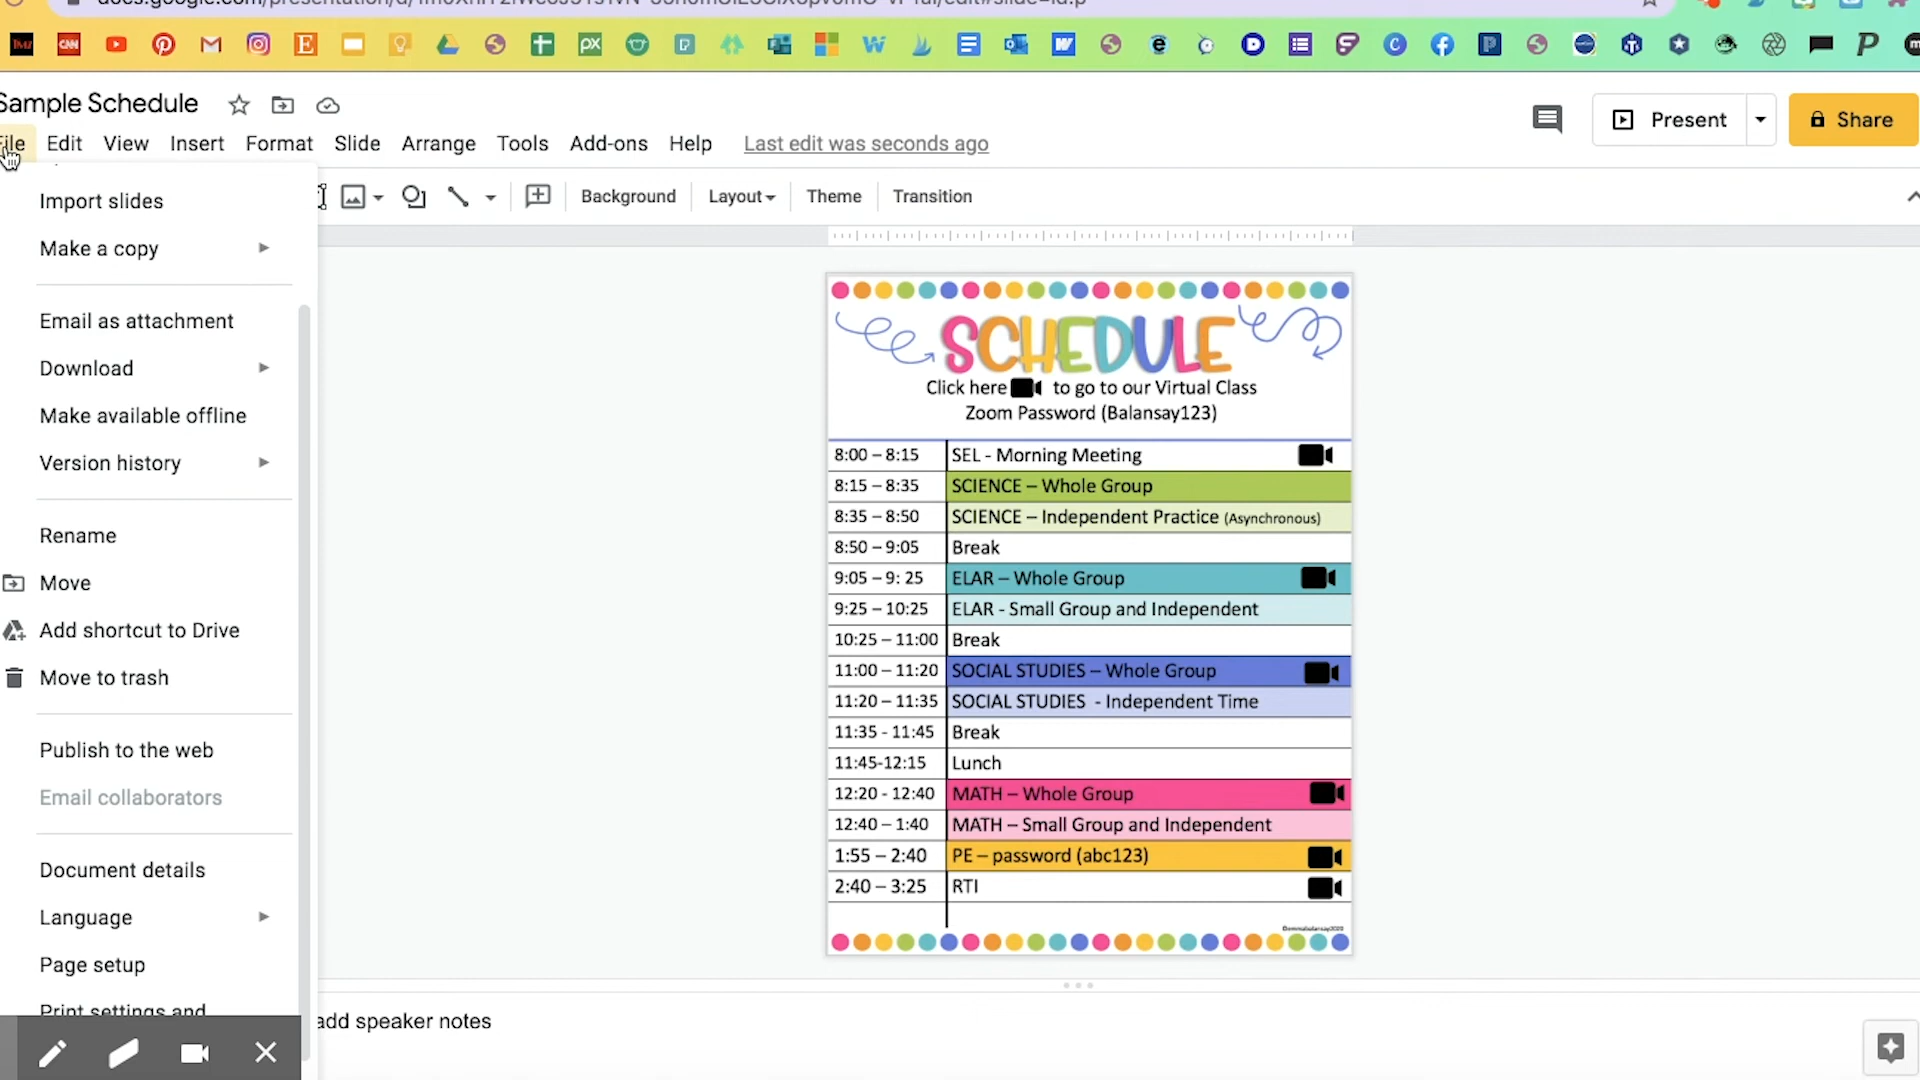 Sample Schedule
File Edit View Insert Format Slide Arrange Tools Add-ons Help Last edit was seconds ago
Present
Share
Background Layout Theme Transition
Import slides
Make a copy
Email as attachment
Download
Make available offline
Version history
Rename
Move
Add shortcut to Drive
Move to trash
Publish to the web
Email collaborators
Document details
Language
Page setup
Print settings and
SCHEDULE
Click here to go to our Virtual Class
Zoom Password (Balansay123)
8:00 – 8:15 SEL - Morning Meeting
8:15 – 8:35 SCIENCE – Whole Group
8:35 – 8:50 SCIENCE – Independent Practice (Asynchronous)
8:50 – 9:05 Break
9:05 – 9: 25 ELAR – Whole Group
9:25 – 10:25 ELAR - Small Group and Independent
10:25 – 11:00 Break
11:00 – 11:20 SOCIAL STUDIES – Whole Group
11:20 – 11:35 SOCIAL STUDIES - Independent Time
11:35 - 11:45 Break
11:45-12:15 Lunch
12:20 - 12:40 MATH – Whole Group
12:40 – 1:40 MATH – Small Group and Independent
1:55 – 2:40 PE – password (abc123)
2:40 – 3:25 RTI
add speaker notes